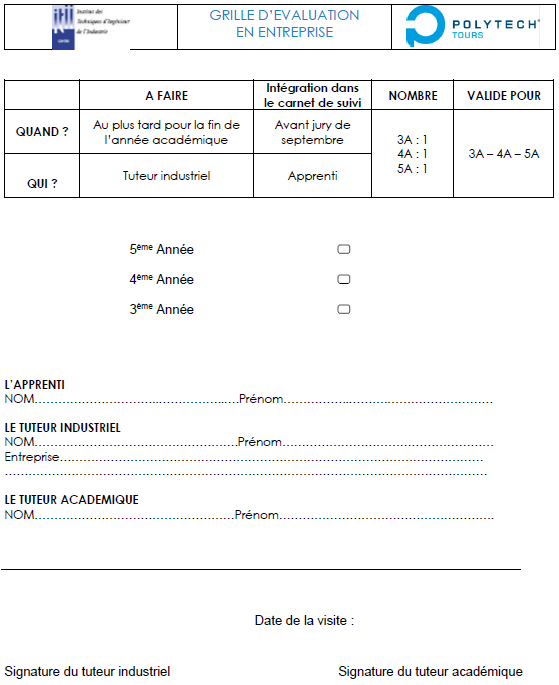 Institut des
Techniques d'Ingénieur
de l'Industrie
itii
GRILLE D'EVALUATION
EN ENTREPRISE
POLYTECH
TOURS
A FAIRE
Intégration dans
le carnet de suivi
NOMBRE
VALIDE POUR
QUAND ?
Au plus tard pour la fin de
l'année académique
Avant jury de
septembre
3A : 1
4A : 1
5A : 1
3A – 4A – 5A
QUI ?
Tuteur industriel
Apprenti
5ème Année
4ème Année
3ème Année
L'APPRENTI
NOM……………………………………………Prénom………………………………………………
LE TUTEUR INDUSTRIEL
NOM……………………………………………Prénom………………………………………………
Entreprise………………………………………………………………………………………………
……………………………………………………………………………………………………………
LE TUTEUR ACADEMIQUE
NOM……………………………………………Prénom………………………………………………
Date de la visite :
Signature du tuteur industriel Signature du tuteur académique